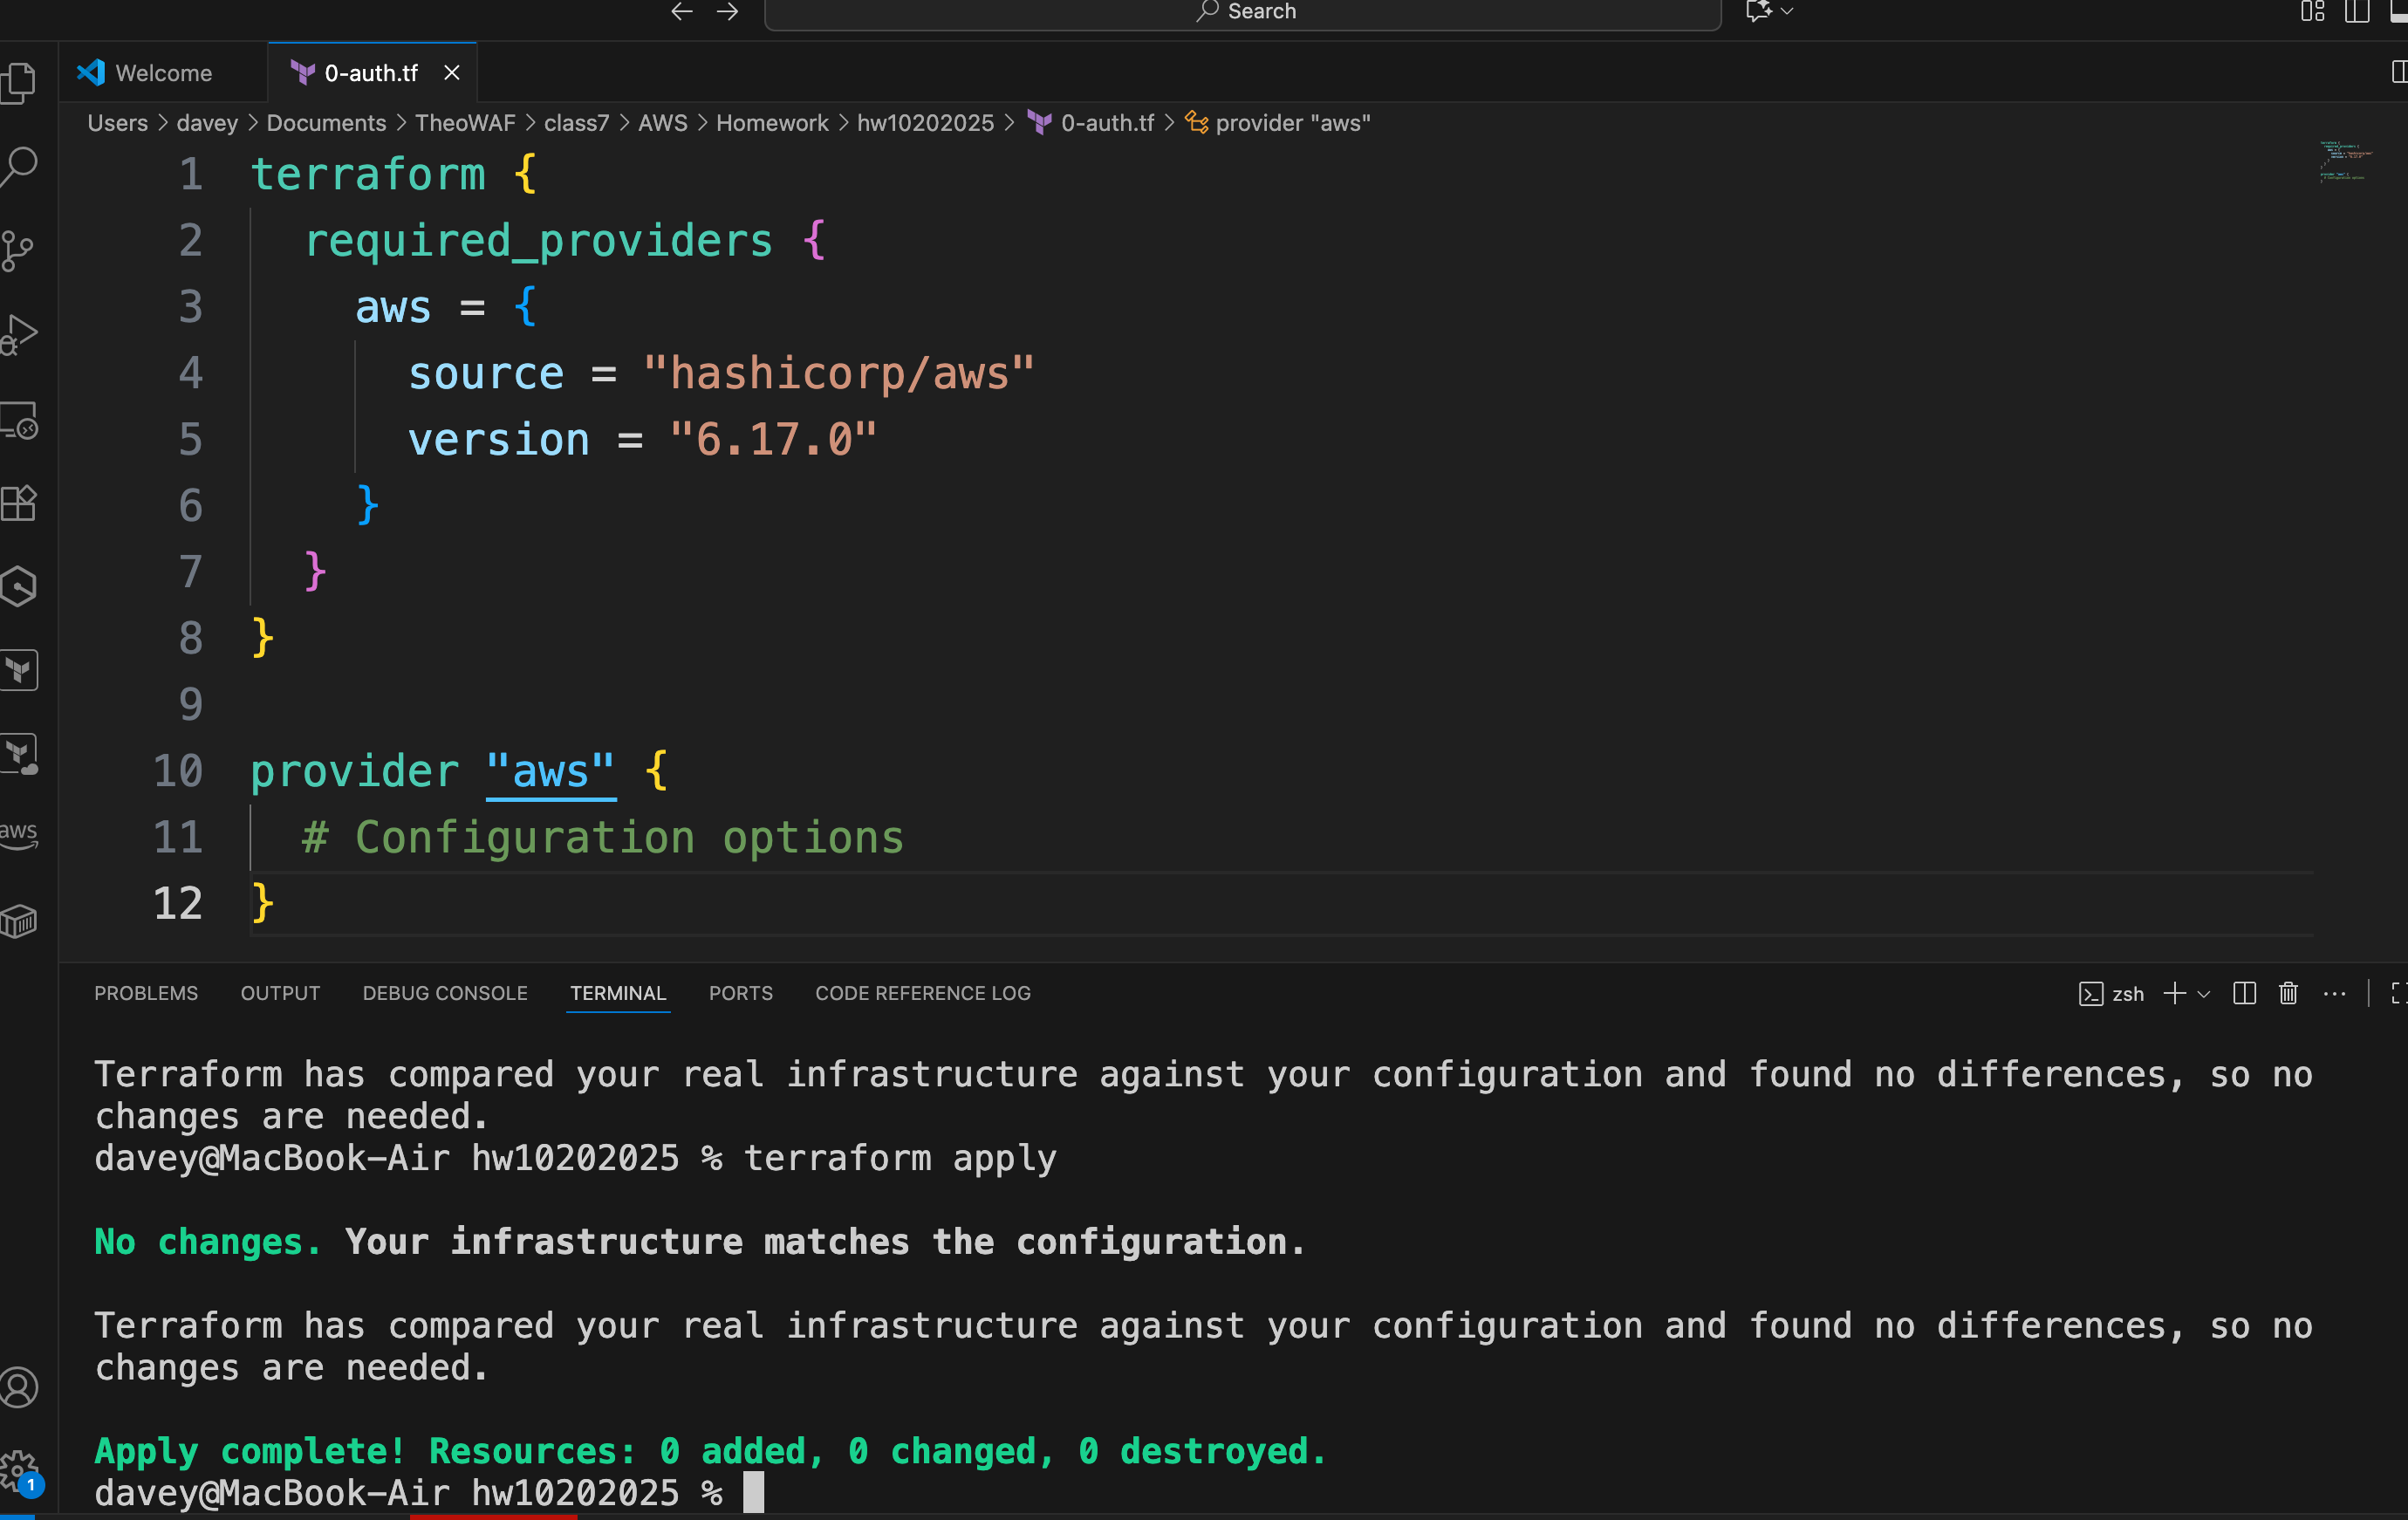 Search
Welcome
0-auth.tf
Users > davey > Documents > TheoWAF > class7 > AWS > Homework > hw10202025 > 0-auth.tf > provider "aws"
1 terraform {
2   required_providers {
3     aws = {
4       source = "hashicorp/aws"
5       version = "6.17.0"
6     }
7   }
8 }
9
10 provider "aws" {
11   # Configuration options
12 }
aws
PROBLEMS OUTPUT DEBUG CONSOLE TERMINAL PORTS CODE REFERENCE LOG zsh
Terraform has compared your real infrastructure against your configuration and found no differences, so no
changes are needed.
davey@MacBook-Air hw10202025 % terraform apply
No changes. Your infrastructure matches the configuration.
Terraform has compared your real infrastructure against your configuration and found no differences, so no
changes are needed.
Apply complete! Resources: 0 added, 0 changed, 0 destroyed.
davey@MacBook-Air hw10202025 %
1